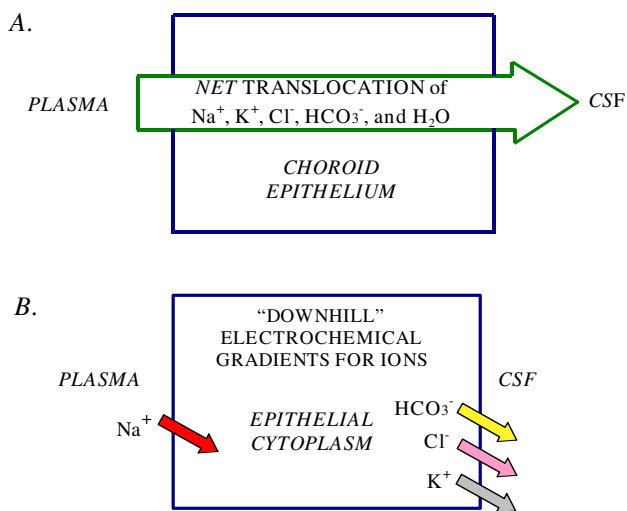 A.
PLASMA
NET TRANSLOCATION of
Na⁺, K⁺, Cl⁻, HCO₃⁻, and H₂O
CSF
CHOROID
EPITHELIUM
B.
"DOWNHILL"
ELECTROCHEMICAL
GRADIENTS FOR IONS
PLASMA
CSF
Na⁺
EPITHELIAL
CYTOPLASM
HCO₃⁻
Cl⁻
K⁺